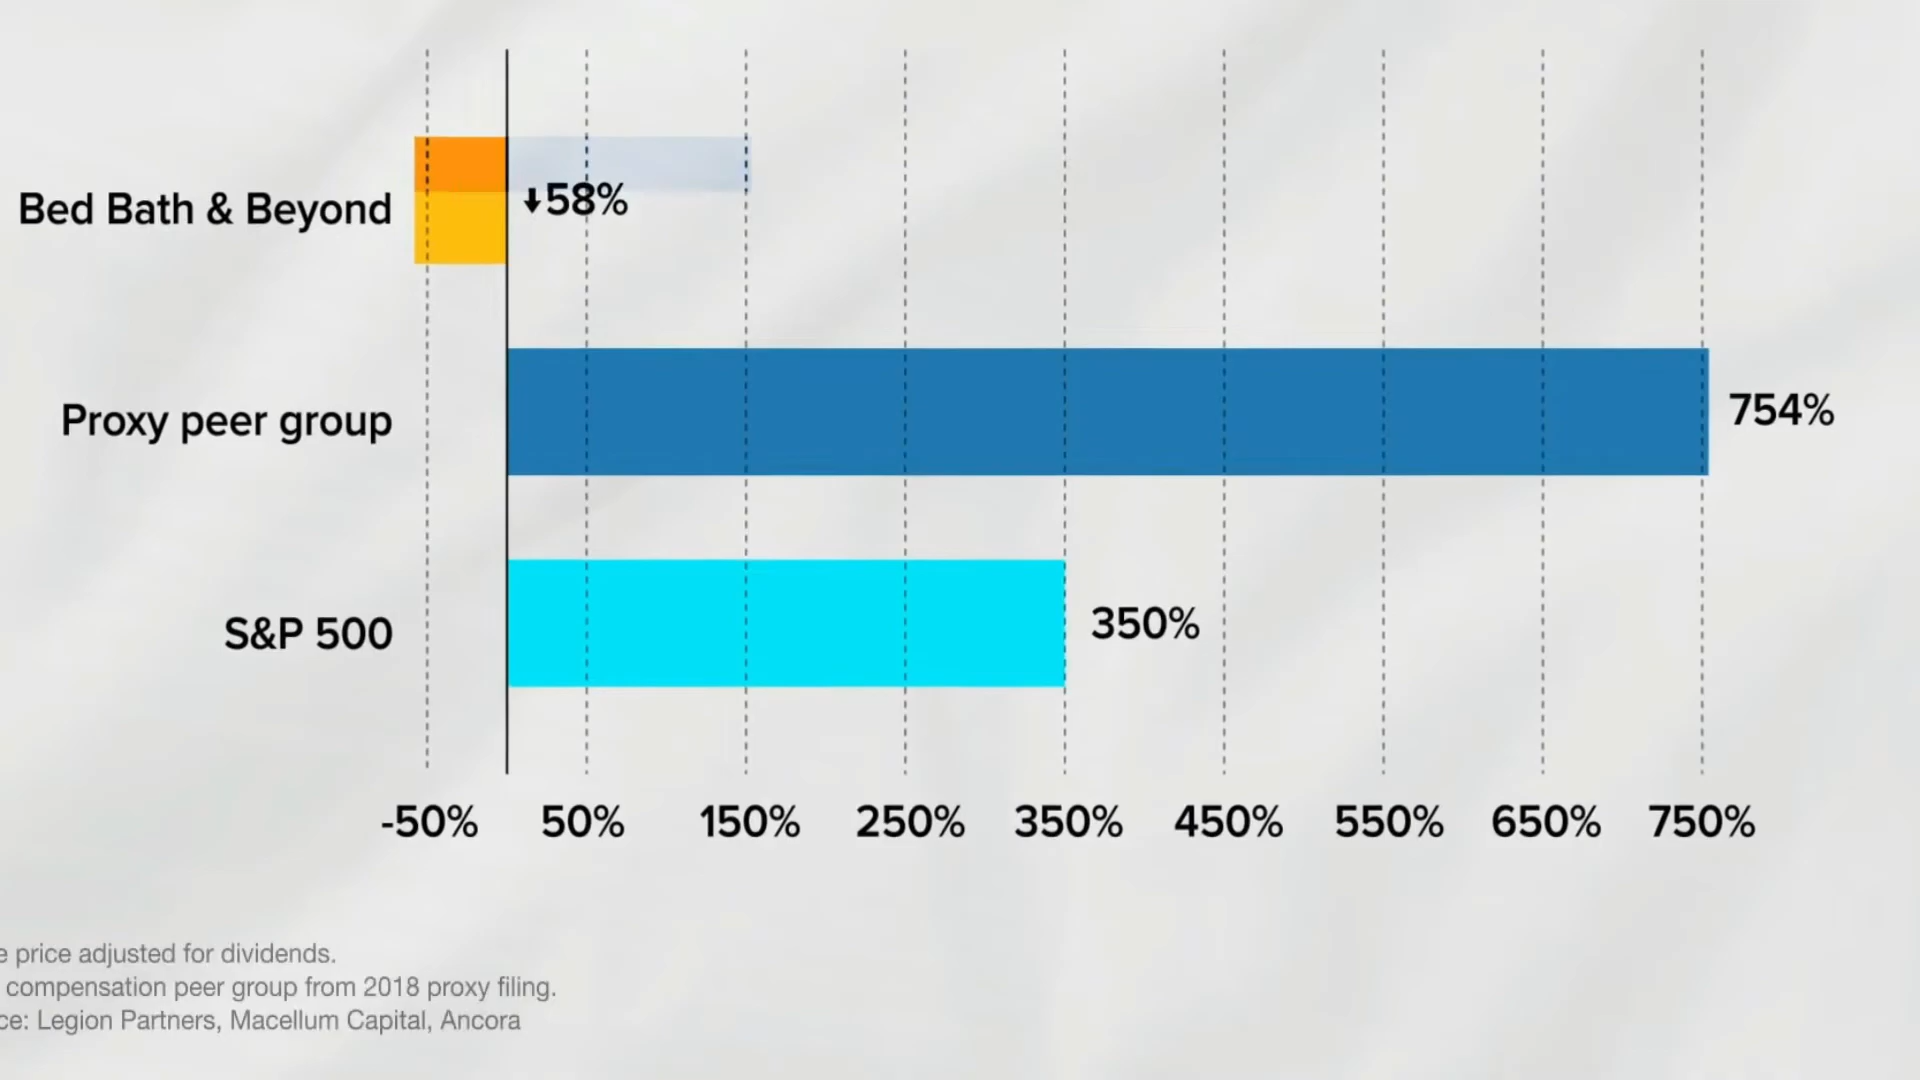 Bed Bath & Beyond
↓58%
Proxy peer group
754%
S&P 500
350%
-50% 50% 150% 250% 350% 450% 550% 650% 750%
price adjusted for dividends.
compensation peer group from 2018 proxy filing.
Legion Partners, Macellum Capital, Ancora